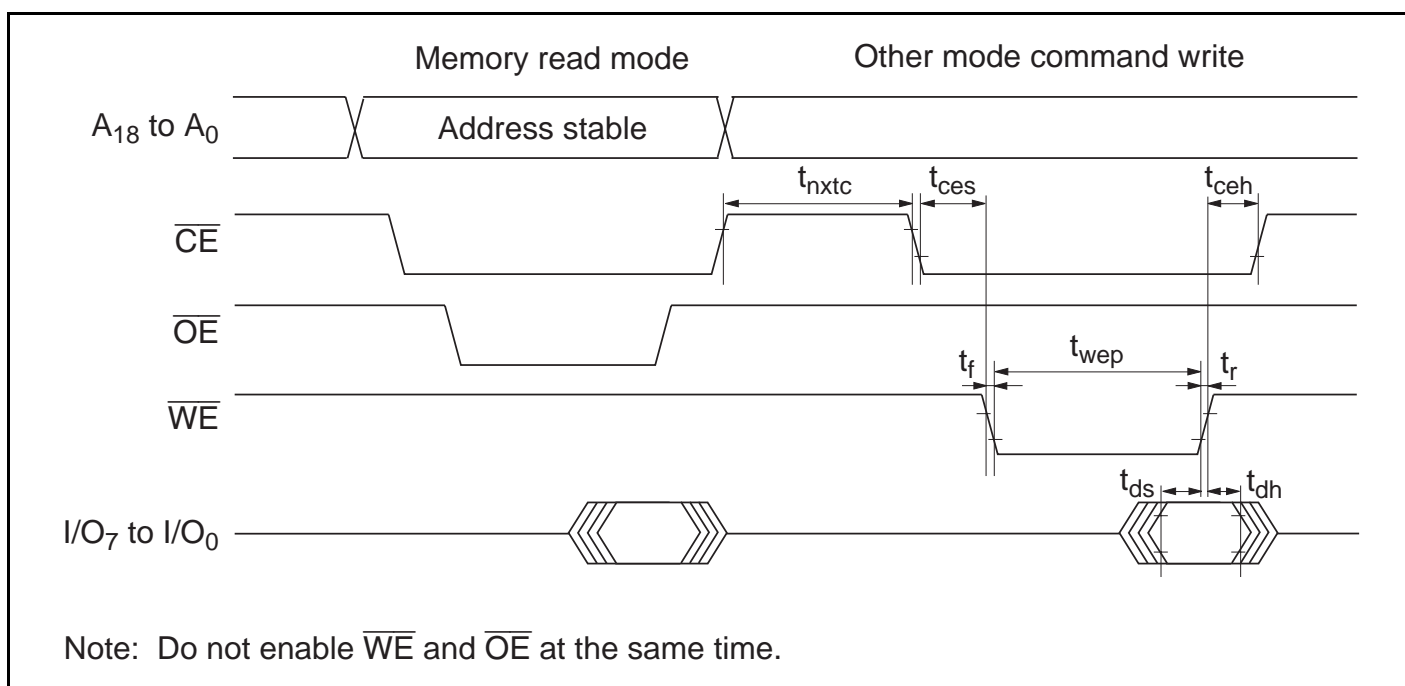 Memory read mode
Other mode command write
A18 to A0
Address stable
tnxtc
tces
tceh
CE
OE
tf
twep
tr
WE
tds
tdh
I/O7 to I/O0
Note: Do not enable WE and OE at the same time.